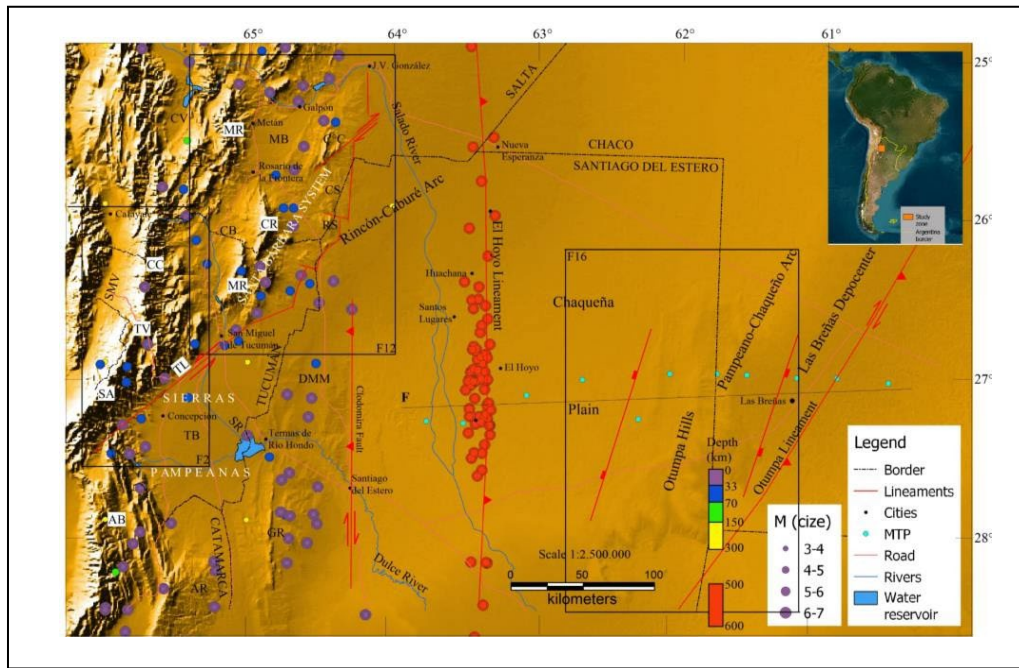 65°
64°
63°
62°
61°
25°
26°
27°
28°
J.V. González
Galpón
CV
Metán
MR
MB
C C
Rosario de
la Frontera
CS
SANTA BARBARA SYSTEM
RS
Rincón-Caburé Arc
Salado River
SALTA
Nueva
Esperanza
CHACO
SANTIAGO DEL ESTERO
Study
zone
Argentina
border
Cafayate
CB
CR
CC
SMV
MR
TV
San Miguel
de Tucumán
TI
F12
SA
SIERRAS
TUCUMAN
DMM
Concepción
TB
SR
Termas de
Río Hondo
F2
PAMPEANAS
Santiago
del Estero
AB
CATAMARCA
GR
AR
Clodomira Fault
Dulce River
El Hoyo Lineament
Huachana
Santos
Lugares
El Hoyo
F
F16
Chaqueña
Plain
Pampeano-Chaqueño Arc
Las Breñas Depocenter
Las Breñas
Otumpa Hills
Otumpa Lineament
Scale 1:2.500.000
0
50
100
kilometers
Depth
(km)
0
33
70
150
300
500
600
M (cize)
3-4
4-5
5-6
6-7
Legend
Border
Lineaments
Cities
MTP
Road
Rivers
Water
reservoir